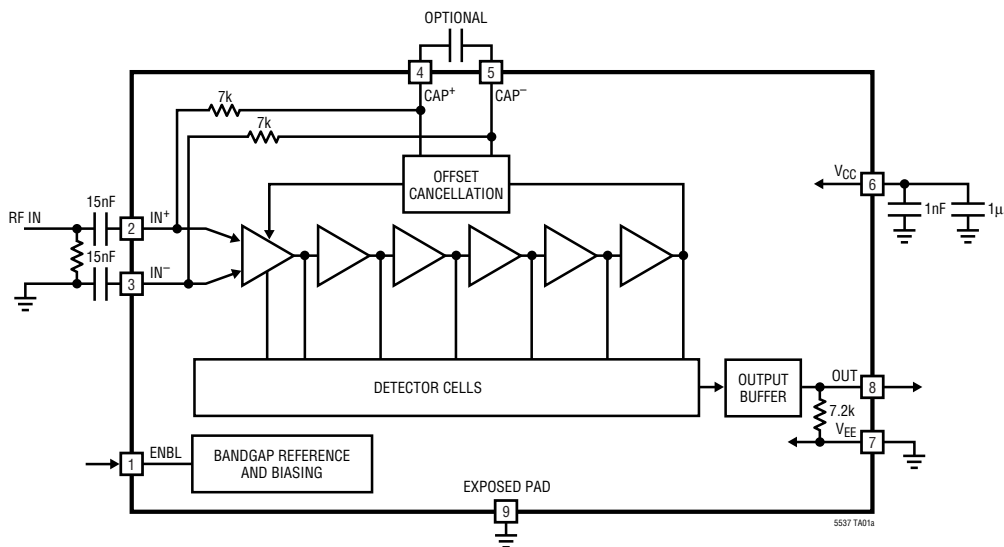 OPTIONAL
4
5
CAP+
CAP–
7k
7k
OFFSET
CANCELLATION
VCC
6
1nF
1µ
15nF
RF IN
2
IN+
15nF
3
IN–
DETECTOR CELLS
OUTPUT
BUFFER
OUT
8
7.2k
VEE
7
1
ENBL
BANDGAP REFERENCE
AND BIASING
EXPOSED PAD
9
5537 TA01a